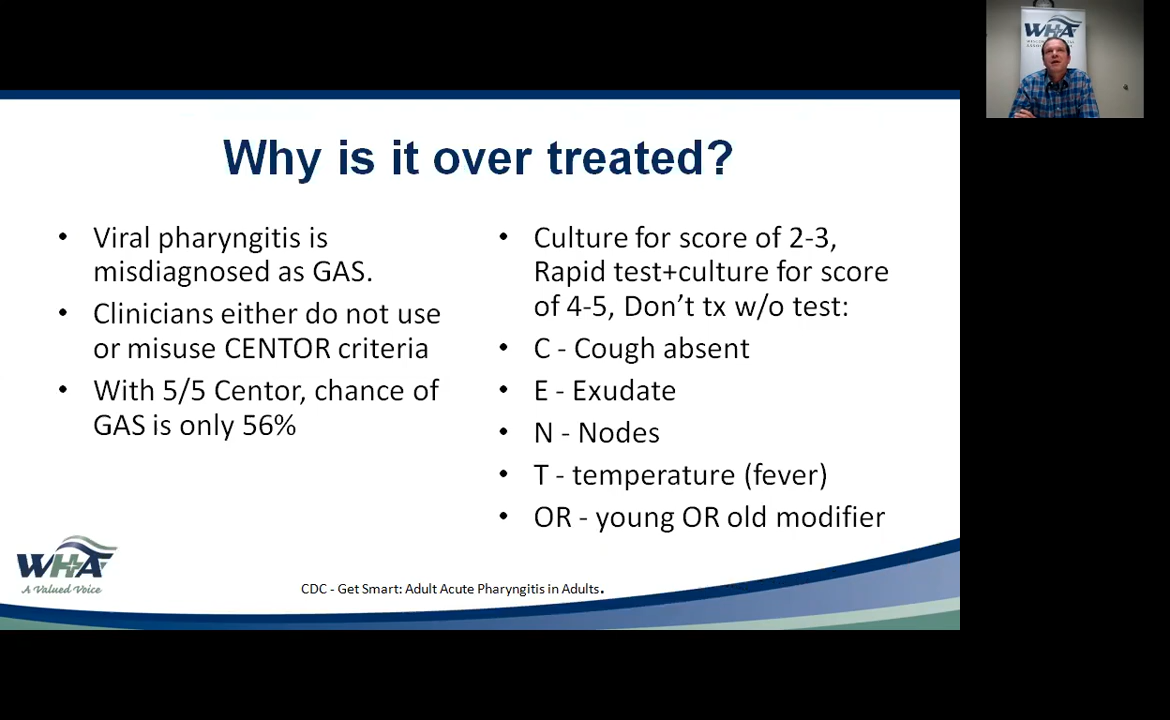 Why is it over treated?
• Viral pharyngitis is
misdiagnosed as GAS.
• Clinicians either do not use
or misuse CENTOR criteria
• With 5/5 Centor, chance of
GAS is only 56%
• Culture for score of 2-3,
Rapid test+culture for score
of 4-5, Don’t tx w/o test:
• C - Cough absent
• E - Exudate
• N - Nodes
• T - temperature (fever)
• OR - young OR old modifier
WHA
A Valued Voice
CDC - Get Smart: Adult Acute Pharyngitis in Adults.
WHA